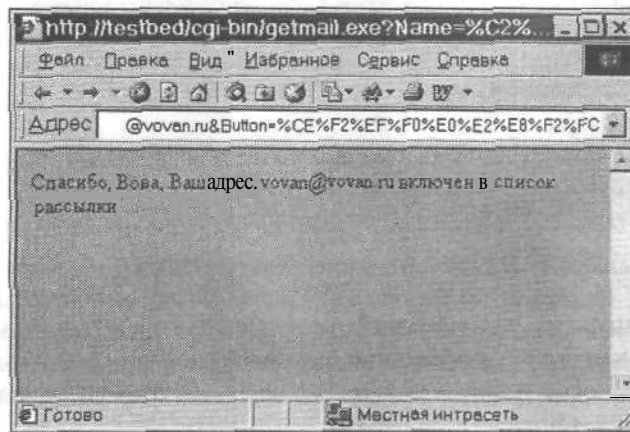 http //testbed/cgi-bin/getmail.exe?Name=%C2%...
Файл Правка Вид " Избранное Сервис Справка
Адрес @vovan.ru&Button=%CE%F2%EF%F0%E0%E2%E8%F2%FC
Спасибо, Вова, Ваш адрес. vovan@vovan ru включен в список
рассылки
Готово Местная интрасеть